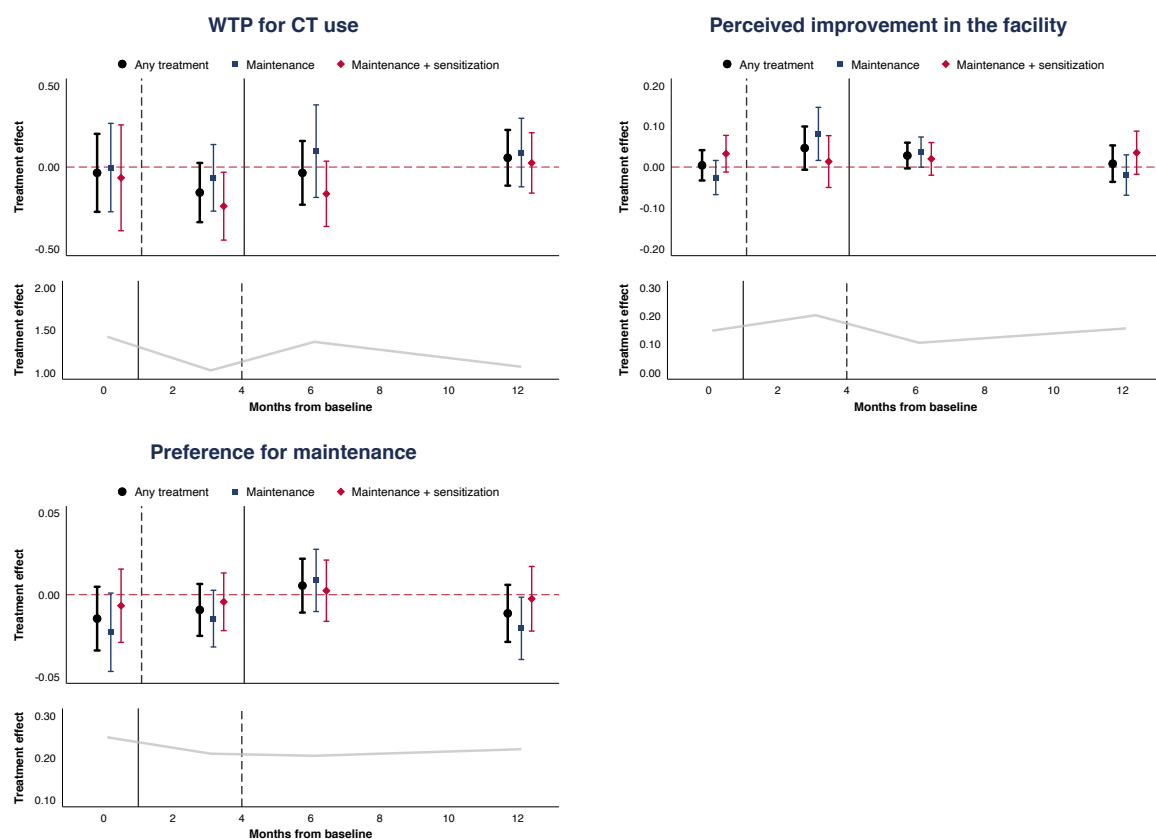 WTP for CT use
Any treatment Maintenance Maintenance + sensitization
Treatment effect
0.50
0.00
-0.50
Treatment effect
2.00
1.50
1.00
0 2 4 6 8 10 12
Months from baseline
Perceived improvement in the facility
Any treatment Maintenance Maintenance + sensitization
Treatment effect
0.20
0.10
0.00
-0.10
-0.20
Treatment effect
0.30
0.20
0.10
0.00
0 2 4 6 8 10 12
Months from baseline
Preference for maintenance
Any treatment Maintenance Maintenance + sensitization
Treatment effect
0.05
0.00
-0.05
Treatment effect
0.30
0.20
0.10
0 2 4 6 8 10 12
Months from baseline